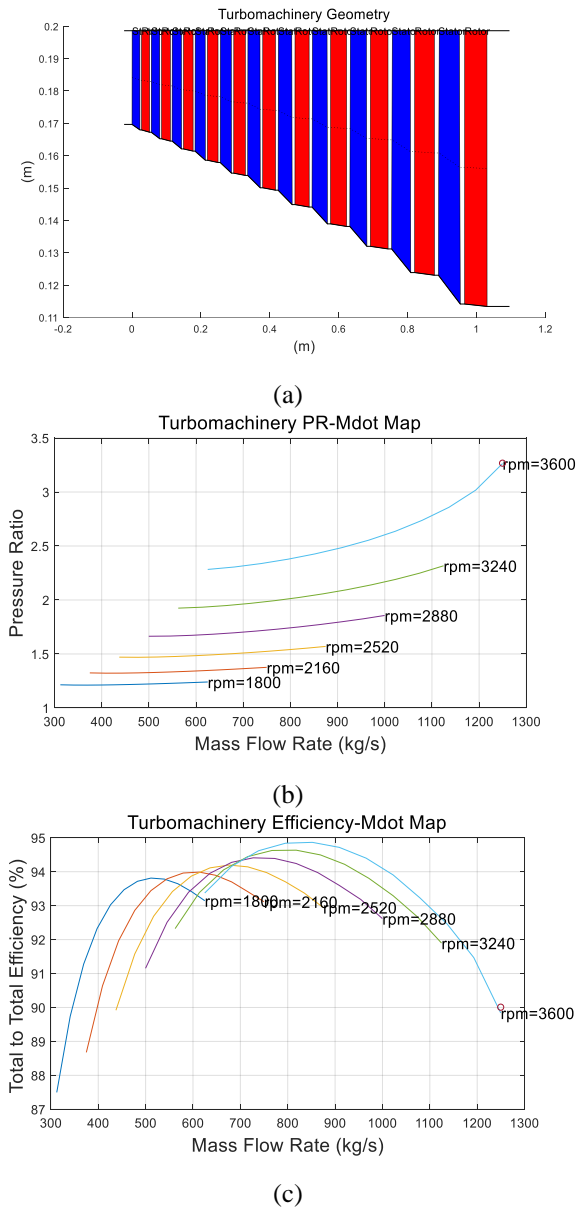 Turbomachinery Geometry
0.2
0.19
0.18
0.17
0.16
0.15
0.14
0.13
0.12
0.11
(m)
-0.2 0 0.2 0.4 0.6 0.8 1 1.2
(m)
(a)
Turbomachinery PR-Mdot Map
3.5
3
2.5
2
1.5
1
Pressure Ratio
rpm=3600
rpm=3240
rpm=2880
rpm=2520
rpm=2160
rpm=1800
300 400 500 600 700 800 900 1000 1100 1200 1300
Mass Flow Rate (kg/s)
(b)
Turbomachinery Efficiency-Mdot Map
95
94
93
92
91
90
89
88
87
Total to Total Efficiency (%)
rpm=1800
rpm=2160
rpm=2520
rpm=2880
rpm=3240
rpm=3600
300 400 500 600 700 800 900 1000 1100 1200 1300
Mass Flow Rate (kg/s)
(c)